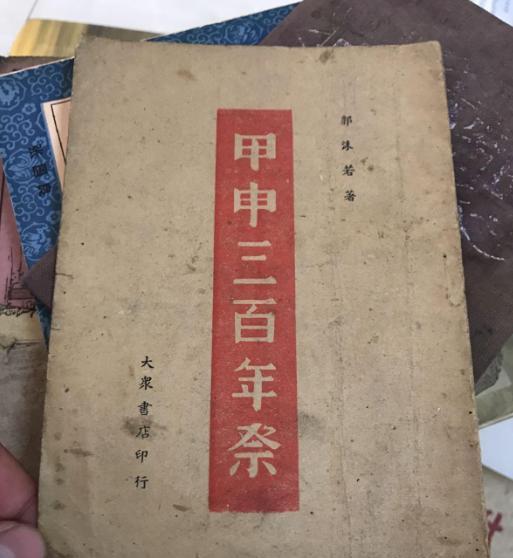 郭沫若著
甲申三百年祭
大衆書店印行